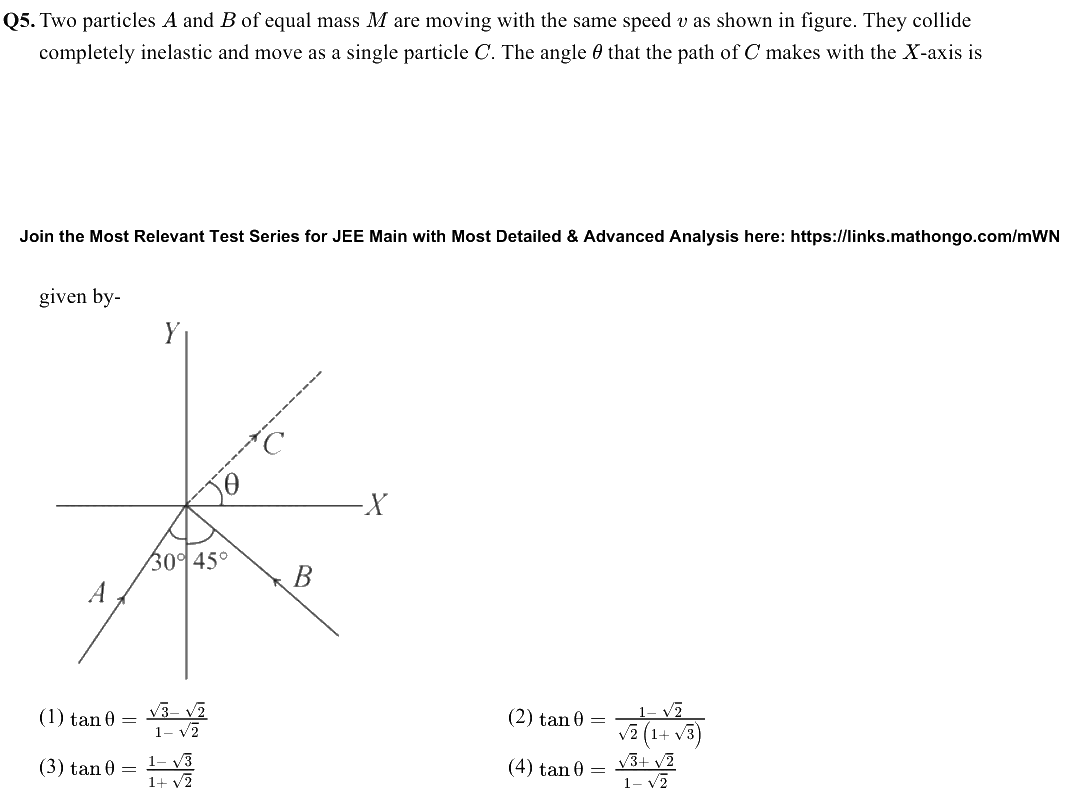 Q5. Two particles A and B of equal mass M are moving with the same speed v as shown in figure. They collide
completely inelastic and move as a single particle C. The angle θ that the path of C makes with the X-axis is
Join the Most Relevant Test Series for JEE Main with Most Detailed & Advanced Analysis here: https://links.mathongo.com/mWN
given by-
Y
C
θ
X
30° 45°
A
B
(1) tan θ = (√3− √2)/(1− √2)
(2) tan θ = (1− √2)/(√2 (1+ √3))
(3) tan θ = (1− √3)/(1+ √2)
(4) tan θ = (√3+ √2)/(1− √2)